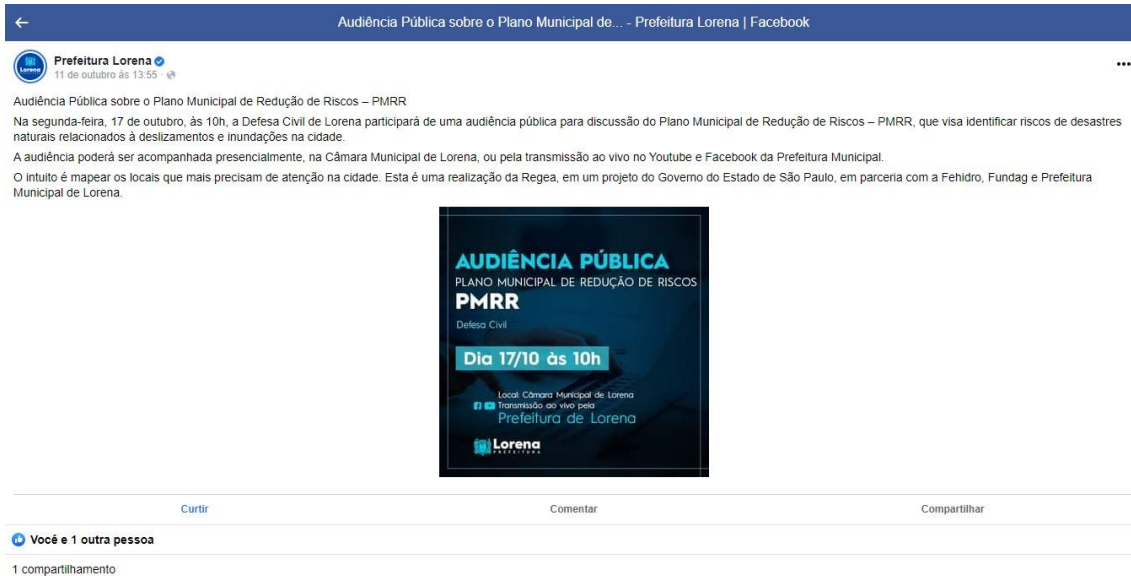 Audiência Pública sobre o Plano Municipal de... - Prefeitura Lorena | Facebook
Lorena
Prefeitura Lorena
11 de outubro às 13:55 ·
Audiência Pública sobre o Plano Municipal de Redução de Riscos – PMRR
Na segunda-feira, 17 de outubro, às 10h, a Defesa Civil de Lorena participará de uma audiência pública para discussão do Plano Municipal de Redução de Riscos – PMRR, que visa identificar riscos de desastres
naturais relacionados à deslizamentos e inundações na cidade.
A audiência poderá ser acompanhada presencialmente, na Câmara Municipal de Lorena, ou pela transmissão ao vivo no Youtube e Facebook da Prefeitura Municipal.
O intuito é mapear os locais que mais precisam de atenção na cidade. Esta é uma realização da Regea, em um projeto do Governo do Estado de São Paulo, em parceria com a Fehidro, Fundag e Prefeitura
Municipal de Lorena.
AUDIÊNCIA PÚBLICA
PLANO MUNICIPAL DE REDUÇÃO DE RISCOS
PMRR
Defesa Civil
Dia 17/10 às 10h
Local: Câmara Municipal de Lorena
Transmissão ao vivo pela
Prefeitura de Lorena
Lorena
PREFEITURA
Curtir
Comentar
Compartilhar
Você e 1 outra pessoa
1 compartilhamento